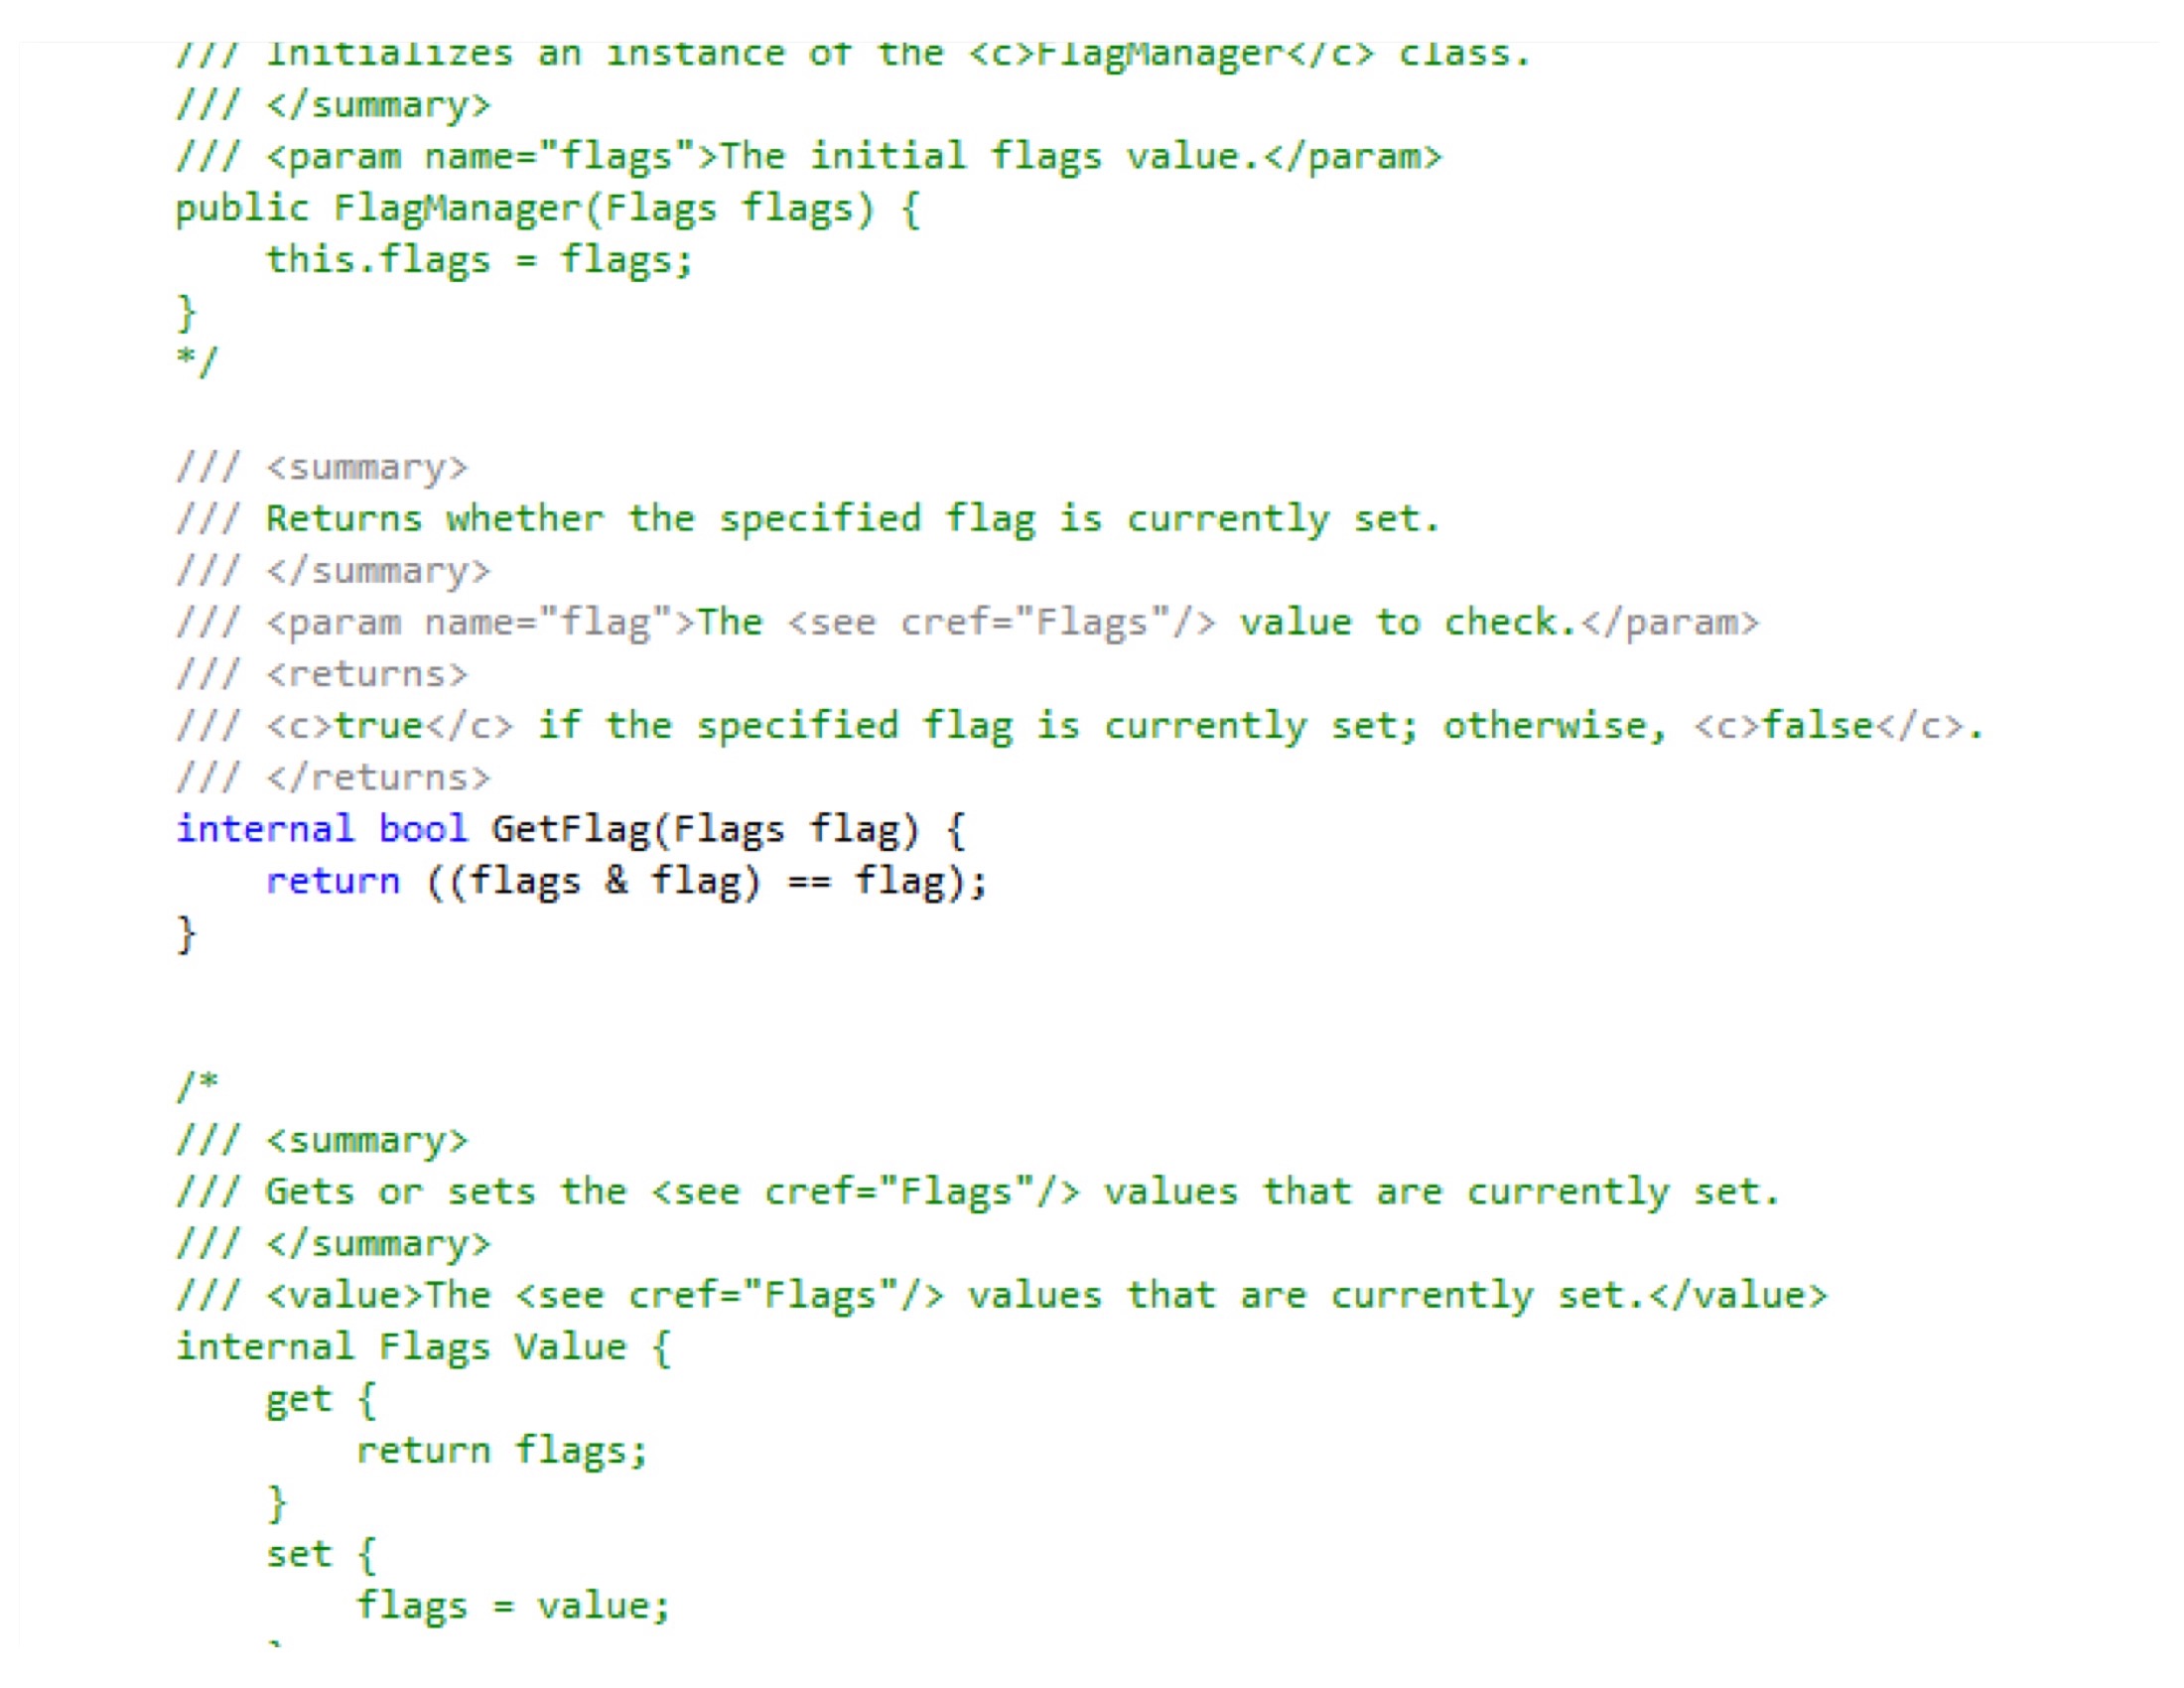 /// Initializes an instance of the <c>FlagManager</c> class.
/// </summary>
/// <param name="flags">The initial flags value.</param>
public FlagManager(Flags flags) {
    this.flags = flags;
}
*/

/// <summary>
/// Returns whether the specified flag is currently set.
/// </summary>
/// <param name="flag">The <see cref="Flags"/> value to check.</param>
/// <returns>
/// <c>true</c> if the specified flag is currently set; otherwise, <c>false</c>.
/// </returns>
internal bool GetFlag(Flags flag) {
    return ((flags & flag) == flag);
}

/*
/// <summary>
/// Gets or sets the <see cref="Flags"/> values that are currently set.
/// </summary>
/// <value>The <see cref="Flags"/> values that are currently set.</value>
internal Flags Value {
    get {
        return flags;
    }
    set {
        flags = value;